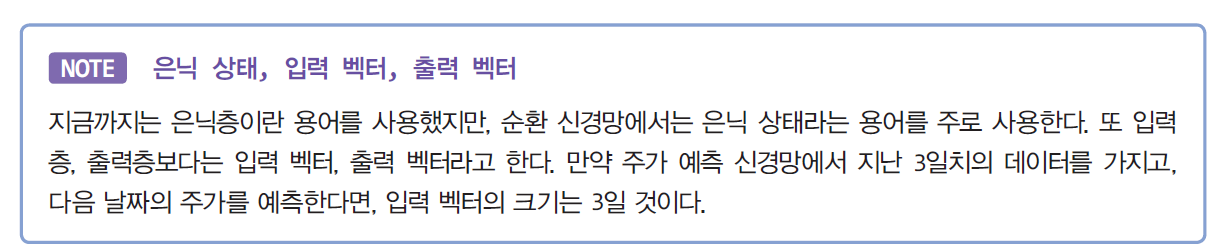 NOTE 은닉 상태, 입력 벡터, 출력 벡터
지금까지는 은닉층이란 용어를 사용했지만, 순환 신경망에서는 은닉 상태라는 용어를 주로 사용한다. 또 입력
층, 출력층보다는 입력 벡터, 출력 벡터라고 한다. 만약 주가 예측 신경망에서 지난 3일치의 데이터를 가지고,
다음 날짜의 주가를 예측한다면, 입력 벡터의 크기는 3일 것이다.